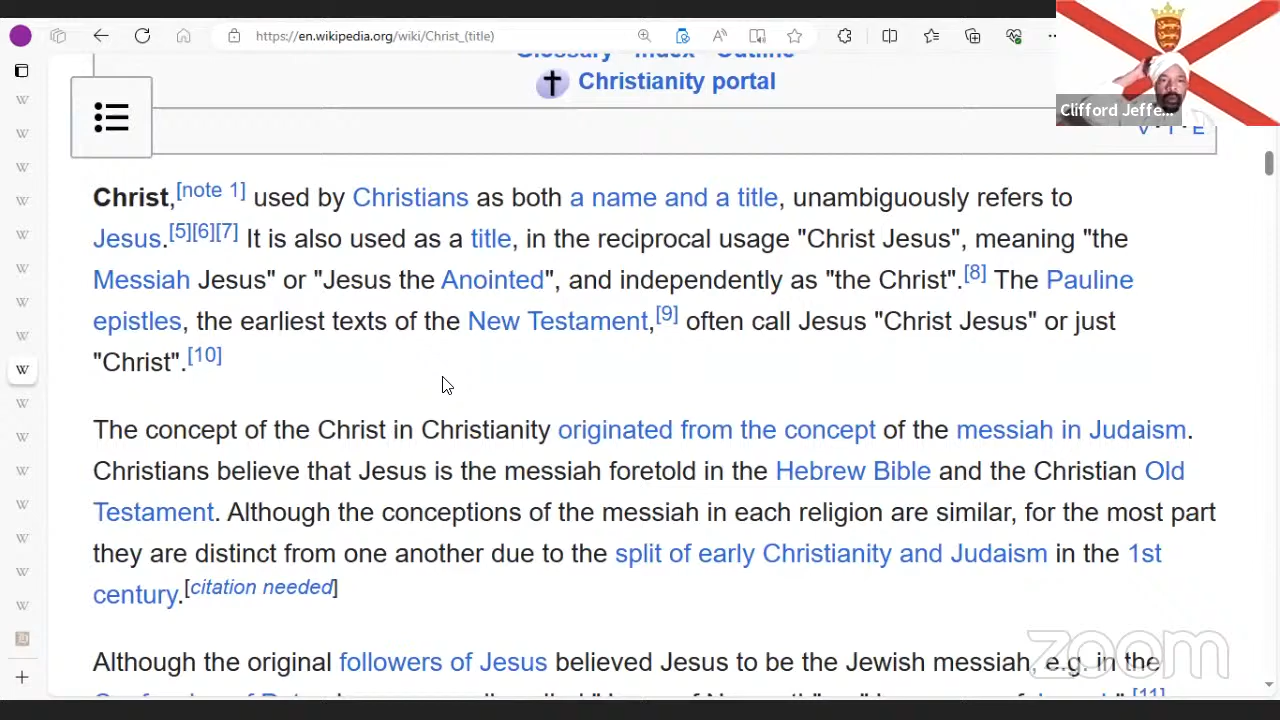 https://en.wikipedia.org/wiki/Christ_(title)
Glossary Index Outline
Christianity portal
Clifford Jeffe...
V · T · E
Christ,[note 1] used by Christians as both a name and a title, unambiguously refers to
Jesus.[5][6][7] It is also used as a title, in the reciprocal usage "Christ Jesus", meaning "the
Messiah Jesus" or "Jesus the Anointed", and independently as "the Christ".[8] The Pauline
epistles, the earliest texts of the New Testament,[9] often call Jesus "Christ Jesus" or just
"Christ".[10]
The concept of the Christ in Christianity originated from the concept of the messiah in Judaism.
Christians believe that Jesus is the messiah foretold in the Hebrew Bible and the Christian Old
Testament. Although the conceptions of the messiah in each religion are similar, for the most part
they are distinct from one another due to the split of early Christianity and Judaism in the 1st
century.[citation needed]
Although the original followers of Jesus believed Jesus to be the Jewish messiah, e.g. in the
zoom